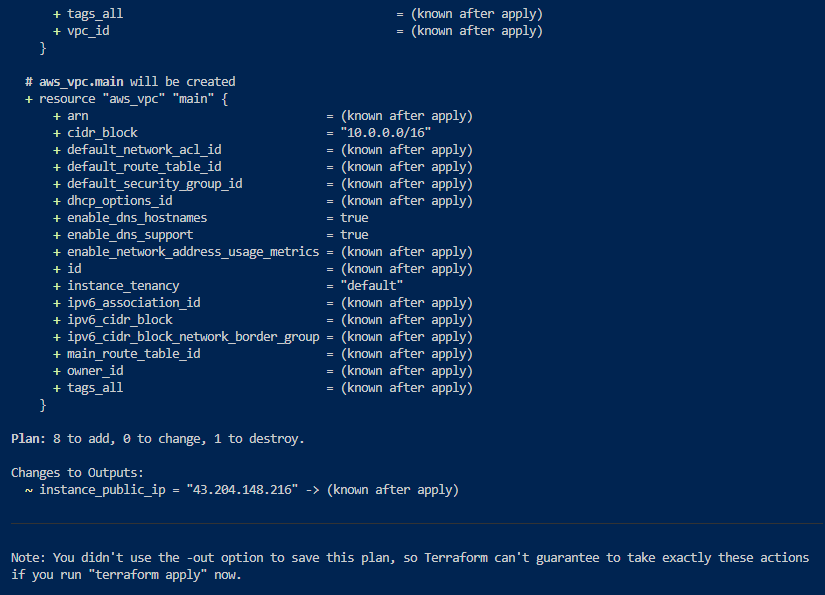 + tags_all = (known after apply)
+ vpc_id = (known after apply)
}
# aws_vpc.main will be created
+ resource "aws_vpc" "main" {
+ arn = (known after apply)
+ cidr_block = "10.0.0.0/16"
+ default_network_acl_id = (known after apply)
+ default_route_table_id = (known after apply)
+ default_security_group_id = (known after apply)
+ dhcp_options_id = (known after apply)
+ enable_dns_hostnames = true
+ enable_dns_support = true
+ enable_network_address_usage_metrics = (known after apply)
+ id = (known after apply)
+ instance_tenancy = "default"
+ ipv6_association_id = (known after apply)
+ ipv6_cidr_block = (known after apply)
+ ipv6_cidr_block_network_border_group = (known after apply)
+ main_route_table_id = (known after apply)
+ owner_id = (known after apply)
+ tags_all = (known after apply)
}
Plan: 8 to add, 0 to change, 1 to destroy.
Changes to Outputs:
~ instance_public_ip = "43.204.148.216" -> (known after apply)
Note: You didn't use the -out option to save this plan, so Terraform can't guarantee to take exactly these actions
if you run "terraform apply" now.